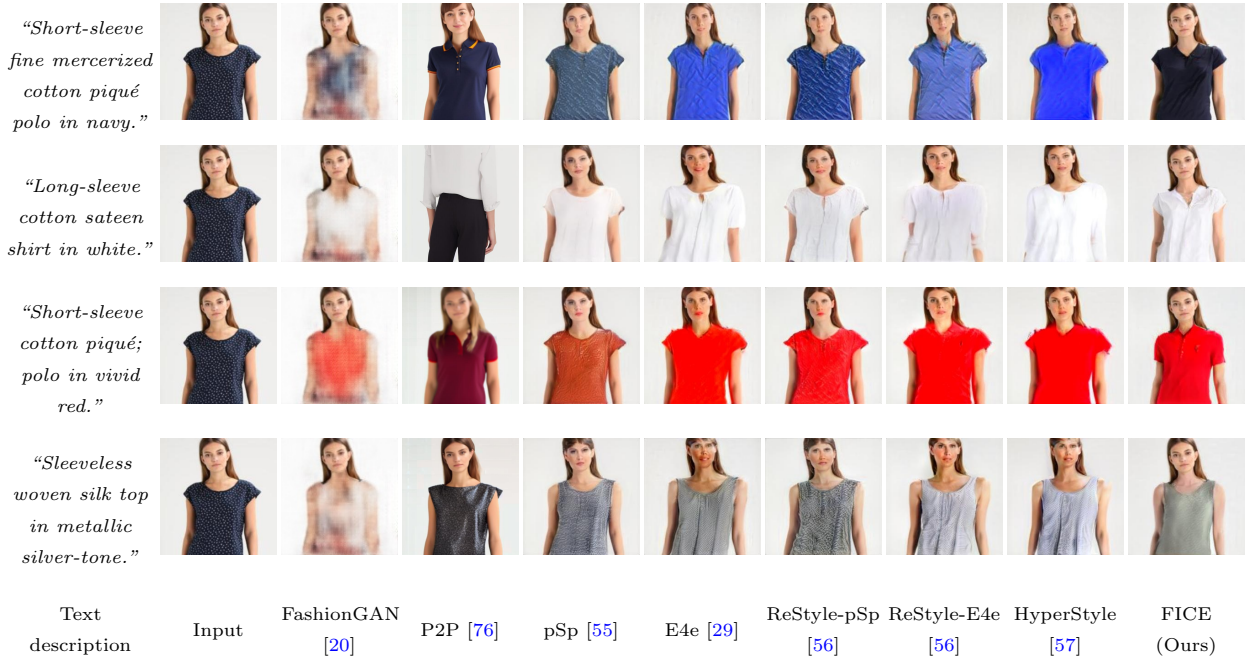 “Short-sleeve
fine mercerized
cotton piqué
polo in navy.”
“Long-sleeve
cotton sateen
shirt in white.”
“Short-sleeve
cotton piqué;
polo in vivid
red.”
“Sleeveless
woven silk top
in metallic
silver-tone.”
Text
description
Input
FashionGAN
[20]
P2P [76]
pSp [55]
E4e [29]
ReStyle-pSp
[56]
ReStyle-E4e
[56]
HyperStyle
[57]
FICE
(Ours)